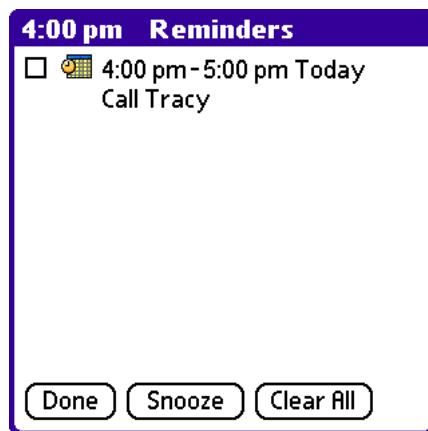 4:00 pm Reminders
4:00 pm-5:00 pm Today
Call Tracy
Done Snooze Clear All